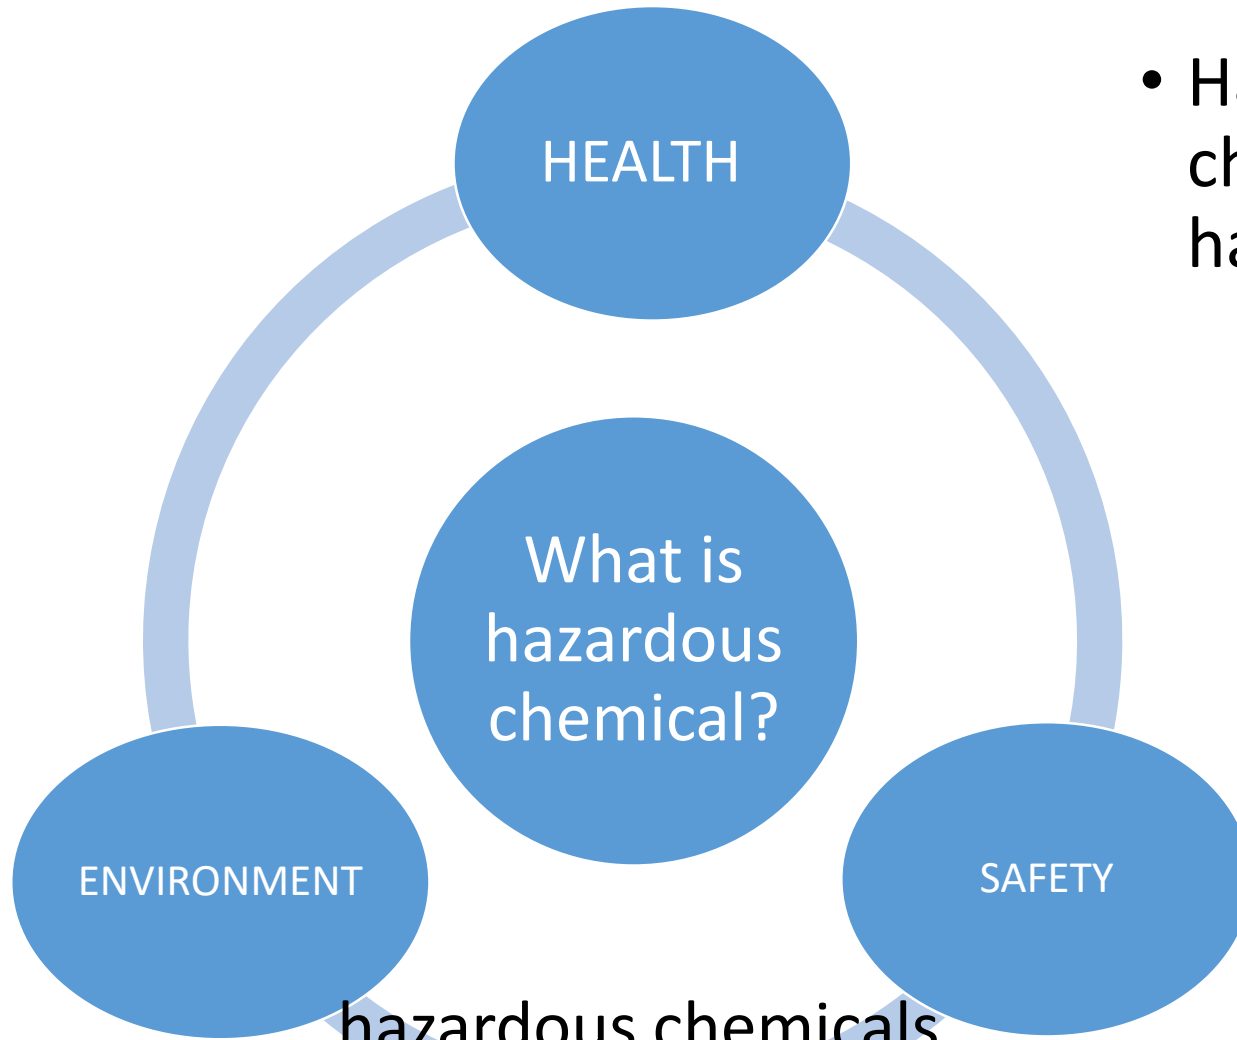 HEALTH
What is
hazardous
chemical?
ENVIRONMENT
SAFETY
hazardous chemicals